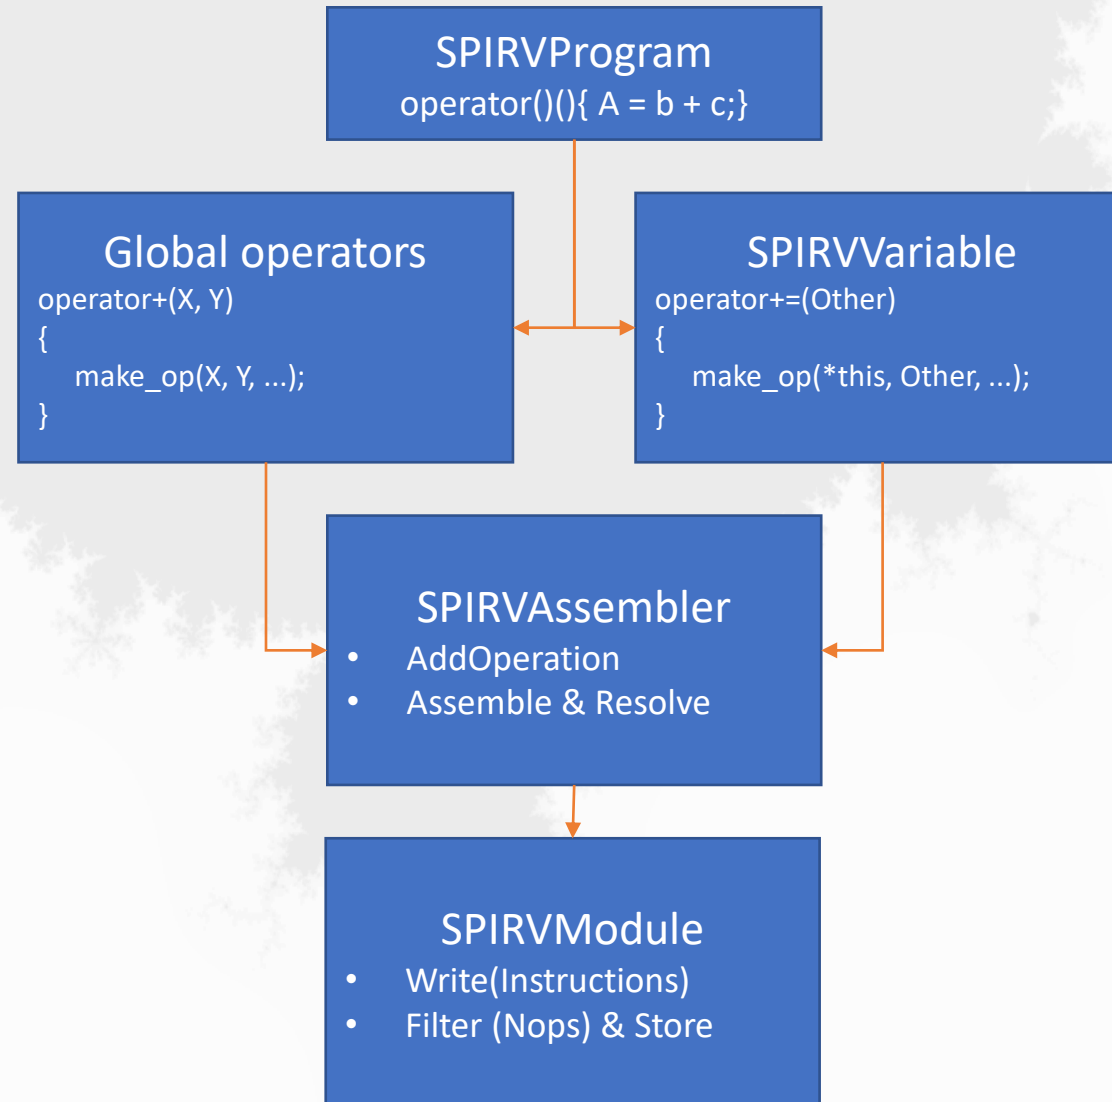 SPIRVProgram
operator()(){ A = b + c;}
Global operators
operator+(X, Y)
{
make_op(X, Y, ...);
}
SPIRVVariable
operator+=(Other)
{
make_op(*this, Other, ...);
}
SPIRVAssembler
• AddOperation
• Assemble & Resolve
SPIRVModule
• Write(Instructions)
• Filter (Nops) & Store